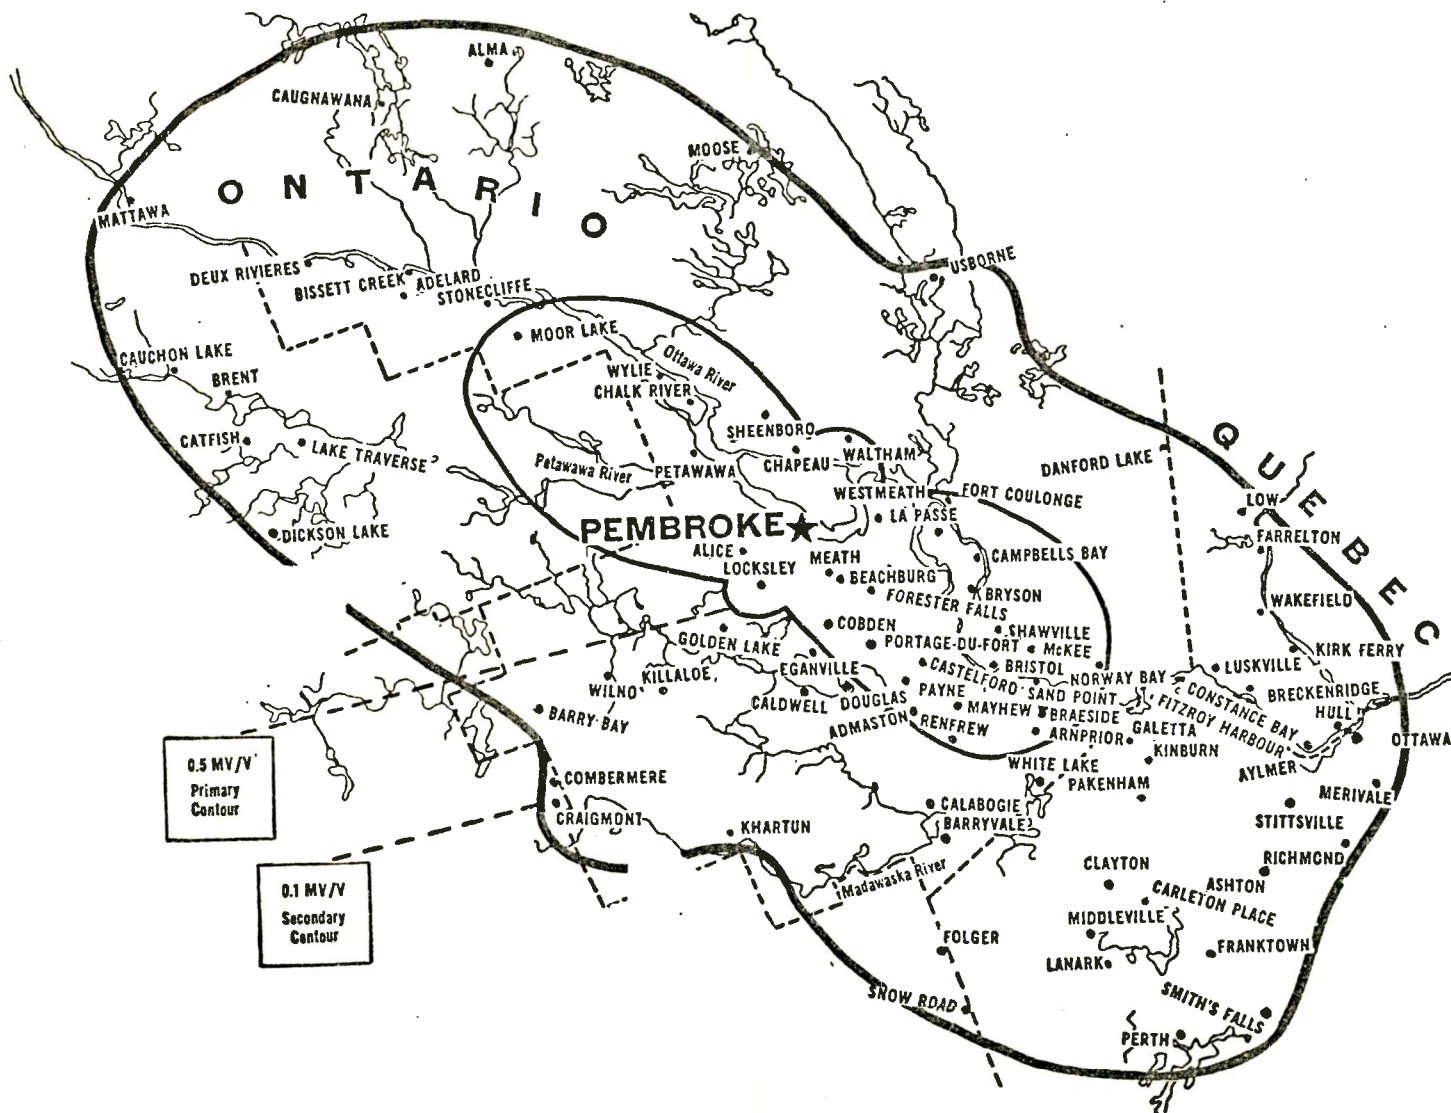 ALMA
CAUGNAWANA
MOOSE
ONTARIO
MATTAWA
USBORNE
DEUX RIVIERES
BISSETT CREEK
ADELARD
STONECLIFFE
MOOR LAKE
CAUCHON LAKE
Ottawa River
WYLIE
BRENT
CHALK RIVER
QUEBEC
SHEENBORO
CATFISH
LAKE TRAVERSE
WALTHAM
CHAPEAU
DANFORD LAKE
Petawawa River
PETAWAWA
WESTMEATH
FORT COULONGE
LOW
LA PASSE
PEMBROKE
DICKSON LAKE
FARRELTON
ALICE
MEATH
CAMPBELLS BAY
LOCKSLEY
BEACHBURG
BRYSON
FORESTER FALLS
WAKEFIELD
COBDEN
SHAWVILLE
GOLDEN LAKE
PORTAGE-DU-FORT
McKEE
KIRK FERRY
EGANVILLE
BRISTOL
LUSKVILLE
KILLALOE
CASTELFORD
NORWAY BAY
WILNO
PAYNE
SAND POINT
CONSTANCE BAY
BRECKENRIDGE
CALDWELL
DOUGLAS
MAYHEW
BRAESIDE
FITZROY HARBOUR
HULL
BARRY BAY
ADMASTON
RENFREW
ARNPRIOR
GALETTA
OTTAWA
KINBURN
0.5 MV/V
Primary
Contour
WHITE LAKE
AYLMER
COMBERMERE
PAKENHAM
MERIVALE
CALABOGIE
CRAIGMONT
KHARTUN
BARRYVALE
STITTSVILLE
RICHMOND
Madawaska River
CLAYTON
ASHTON
0.1 MV/V
Secondary
Contour
CARLETON PLACE
MIDDLEVILLE
FOLGER
FRANKTOWN
LANARK
SNOW ROAD
SMITH'S FALLS
PERTH